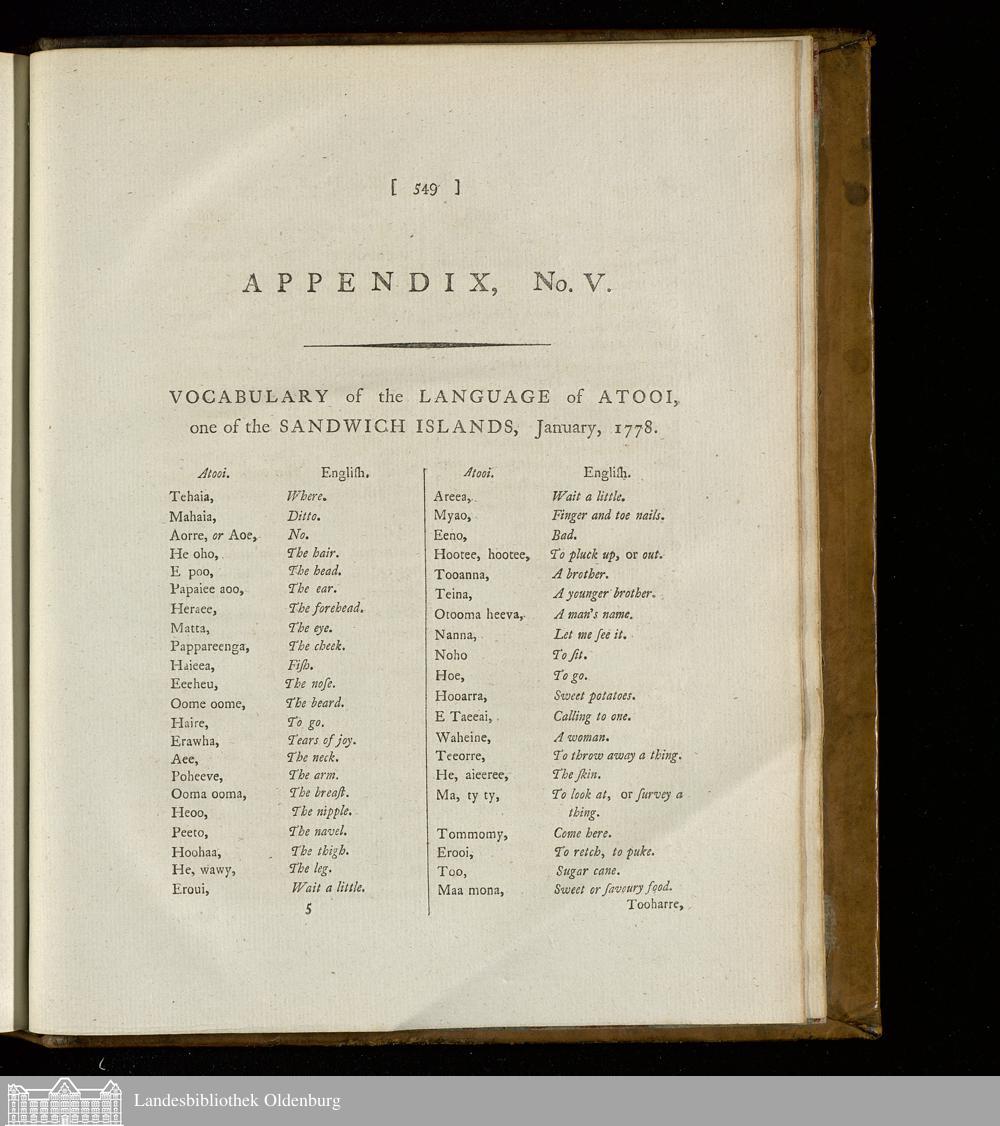 [ 549 ]
APPENDIX, No. V.
VOCABULARY of the LANGUAGE of ATOOI,
one of the SANDWICH ISLANDS, January, 1778.
Atooi. Engliſh.
Tehaia, Where.
Mahaia, Ditto.
Aorre, or Aoe, No.
He oho, The hair.
E poo, The head.
Papaiee aoo, The ear.
Heraee, The forehead.
Matta, The eye.
Pappareenga, The cheek.
Haieea, Fiſh.
Eeeheu, The noſe.
Oome oome, The beard.
Haire, To go.
Erawha, Tears of joy.
Aee, The neck.
Poheeve, The arm.
Ooma ooma, The breaſt.
Heoo, The nipple.
Peeto, The navel.
Hoohaa, The thigh.
He, wawy, The leg.
Eroui, Wait a little.
5
Atooi. Engliſh.
Areea, Wait a little.
Myao, Finger and toe nails.
Eeno, Bad.
Hootee, hootee, To pluck up, or out.
Tooanna, A brother.
Teina, A younger brother.
Otooma heeva, A man's name.
Nanna, Let me ſee it.
Noho To ſit.
Hoe, To go.
Hooarra, Sweet potatoes.
E Taeeai, Calling to one.
Waheine, A woman.
Teeorre, To throw away a thing.
He, aieeree, The ſkin.
Ma, ty ty, To look at, or ſurvey a
thing.
Tommomy, Come here.
Erooi, To retch, to puke.
Too, Sugar cane.
Maa mona, Sweet or ſavoury food.
Tooharre,
Landesbibliothek Oldenburg